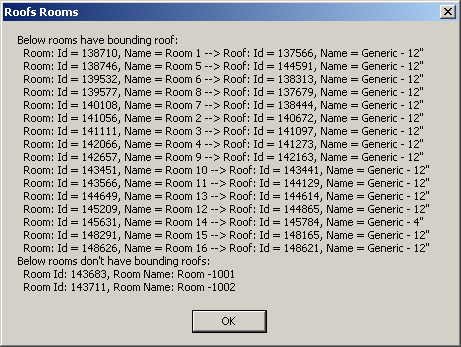 Roofs Rooms
Below rooms have bounding roof:
Room: Id = 138710, Name = Room 1 --> Roof: Id = 137566, Name = Generic - 12"
Room: Id = 138746, Name = Room 5 --> Roof: Id = 144591, Name = Generic - 12"
Room: Id = 139532, Name = Room 6 --> Roof: Id = 138313, Name = Generic - 12"
Room: Id = 139577, Name = Room 8 --> Roof: Id = 137679, Name = Generic - 12"
Room: Id = 140108, Name = Room 7 --> Roof: Id = 138444, Name = Generic - 12"
Room: Id = 141056, Name = Room 2 --> Roof: Id = 140672, Name = Generic - 12"
Room: Id = 141111, Name = Room 3 --> Roof: Id = 141097, Name = Generic - 12"
Room: Id = 142066, Name = Room 4 --> Roof: Id = 141273, Name = Generic - 12"
Room: Id = 142657, Name = Room 9 --> Roof: Id = 142163, Name = Generic - 12"
Room: Id = 143451, Name = Room 10 --> Roof: Id = 143441, Name = Generic - 12"
Room: Id = 143566, Name = Room 11 --> Roof: Id = 144129, Name = Generic - 12"
Room: Id = 144649, Name = Room 13 --> Roof: Id = 144614, Name = Generic - 12"
Room: Id = 145209, Name = Room 12 --> Roof: Id = 144865, Name = Generic - 12"
Room: Id = 145631, Name = Room 14 --> Roof: Id = 145784, Name = Generic - 4"
Room: Id = 148291, Name = Room 15 --> Roof: Id = 148165, Name = Generic - 12"
Room: Id = 148626, Name = Room 16 --> Roof: Id = 148621, Name = Generic - 12"
Below rooms don't have bounding roofs:
Room Id: 143683, Room Name: Room -1001
Room Id: 143711, Room Name: Room -1002
OK